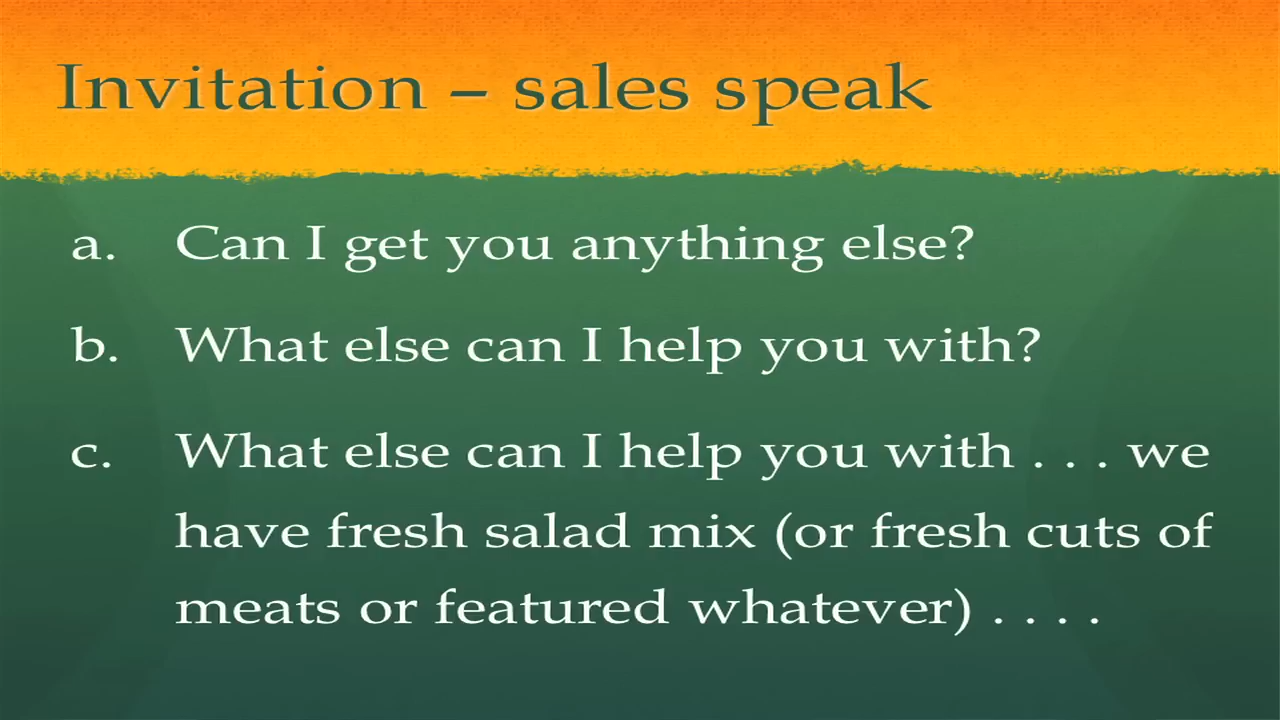 Invitation – sales speak
a. Can I get you anything else?
b. What else can I help you with?
c. What else can I help you with . . . we
have fresh salad mix (or fresh cuts of
meats or featured whatever) . . . .